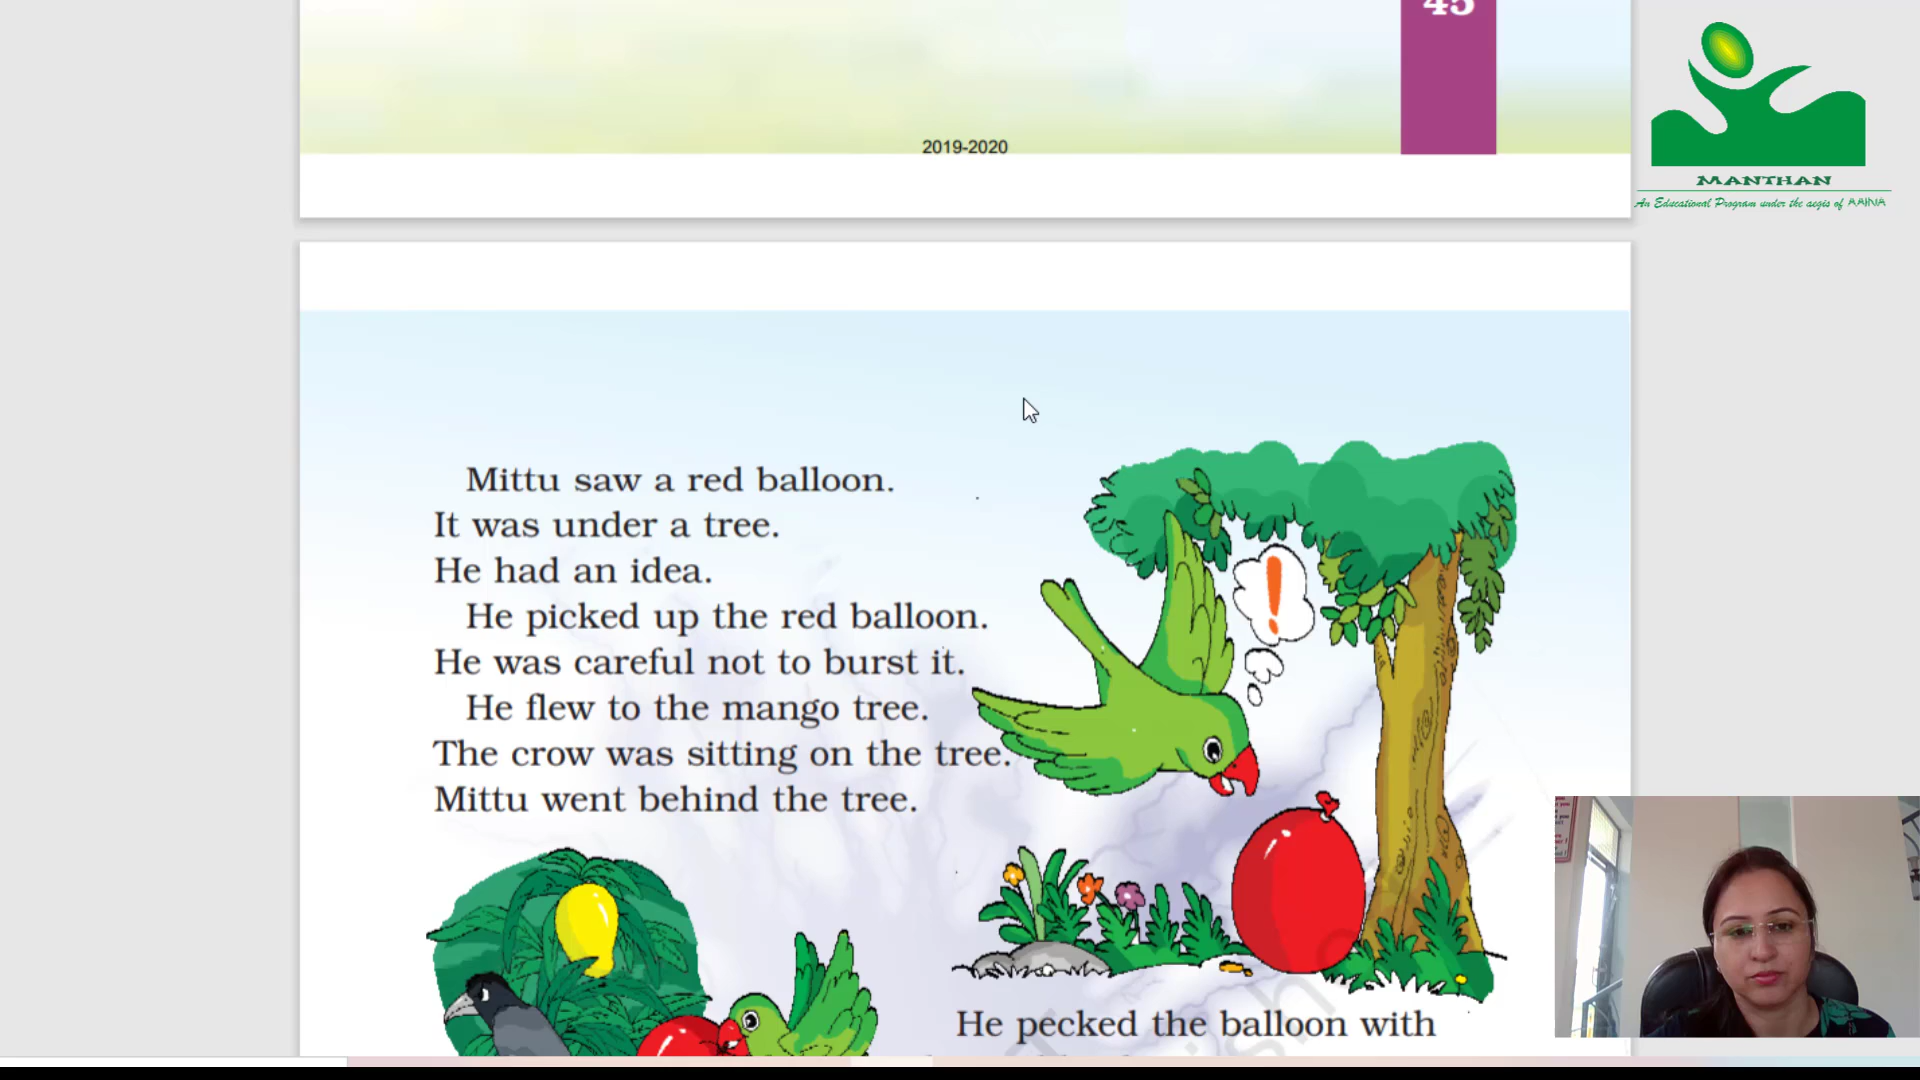 45
2019-2020
MANTHAN
An Educational Program under the aegis of AAINA
Mittu saw a red balloon.
It was under a tree.
He had an idea.
He picked up the red balloon.
He was careful not to burst it.
He flew to the mango tree.
The crow was sitting on the tree.
Mittu went behind the tree.
He pecked the balloon with